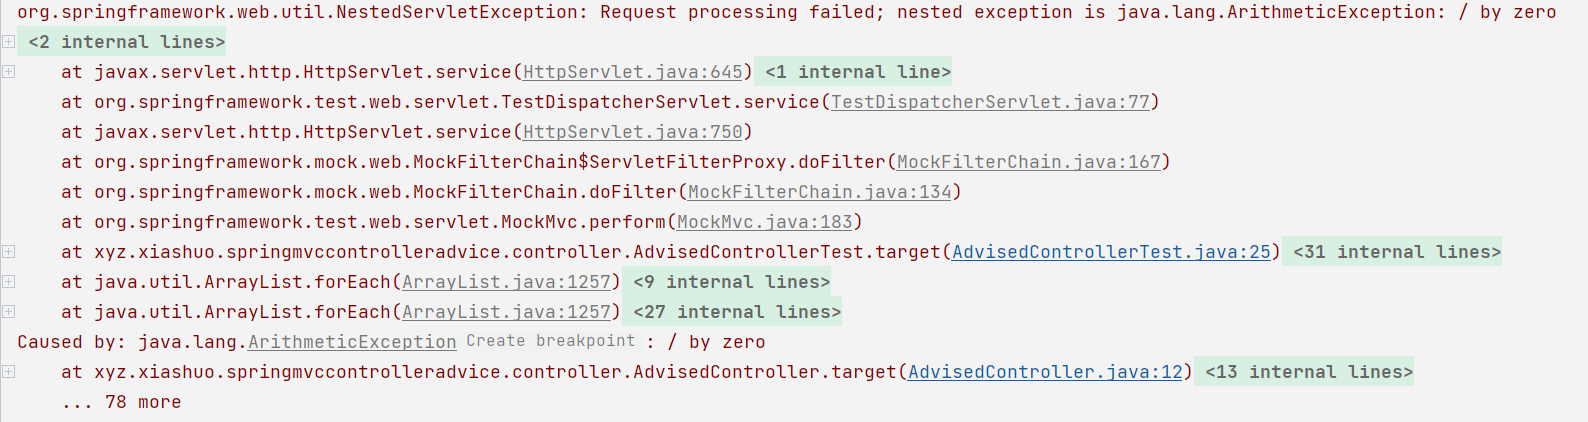 org.springframework.web.util.NestedServletException: Request processing failed; nested exception is java.lang.ArithmeticException: / by zero
<2 internal lines>
at javax.servlet.http.HttpServlet.service(HttpServlet.java:645) <1 internal line>
at org.springframework.test.web.servlet.TestDispatcherServlet.service(TestDispatcherServlet.java:77)
at javax.servlet.http.HttpServlet.service(HttpServlet.java:750)
at org.springframework.mock.web.MockFilterChain$ServletFilterProxy.doFilter(MockFilterChain.java:167)
at org.springframework.mock.web.MockFilterChain.doFilter(MockFilterChain.java:134)
at org.springframework.test.web.servlet.MockMvc.perform(MockMvc.java:183)
at xyz.xiashuo.springmvccontrolleradvice.controller.AdvisedControllerTest.target(AdvisedControllerTest.java:25) <31 internal lines>
at java.util.ArrayList.forEach(ArrayList.java:1257) <9 internal lines>
at java.util.ArrayList.forEach(ArrayList.java:1257) <27 internal lines>
Caused by: java.lang.ArithmeticException Create breakpoint : / by zero
at xyz.xiashuo.springmvccontrolleradvice.controller.AdvisedController.target(AdvisedController.java:12) <13 internal lines>
... 78 more